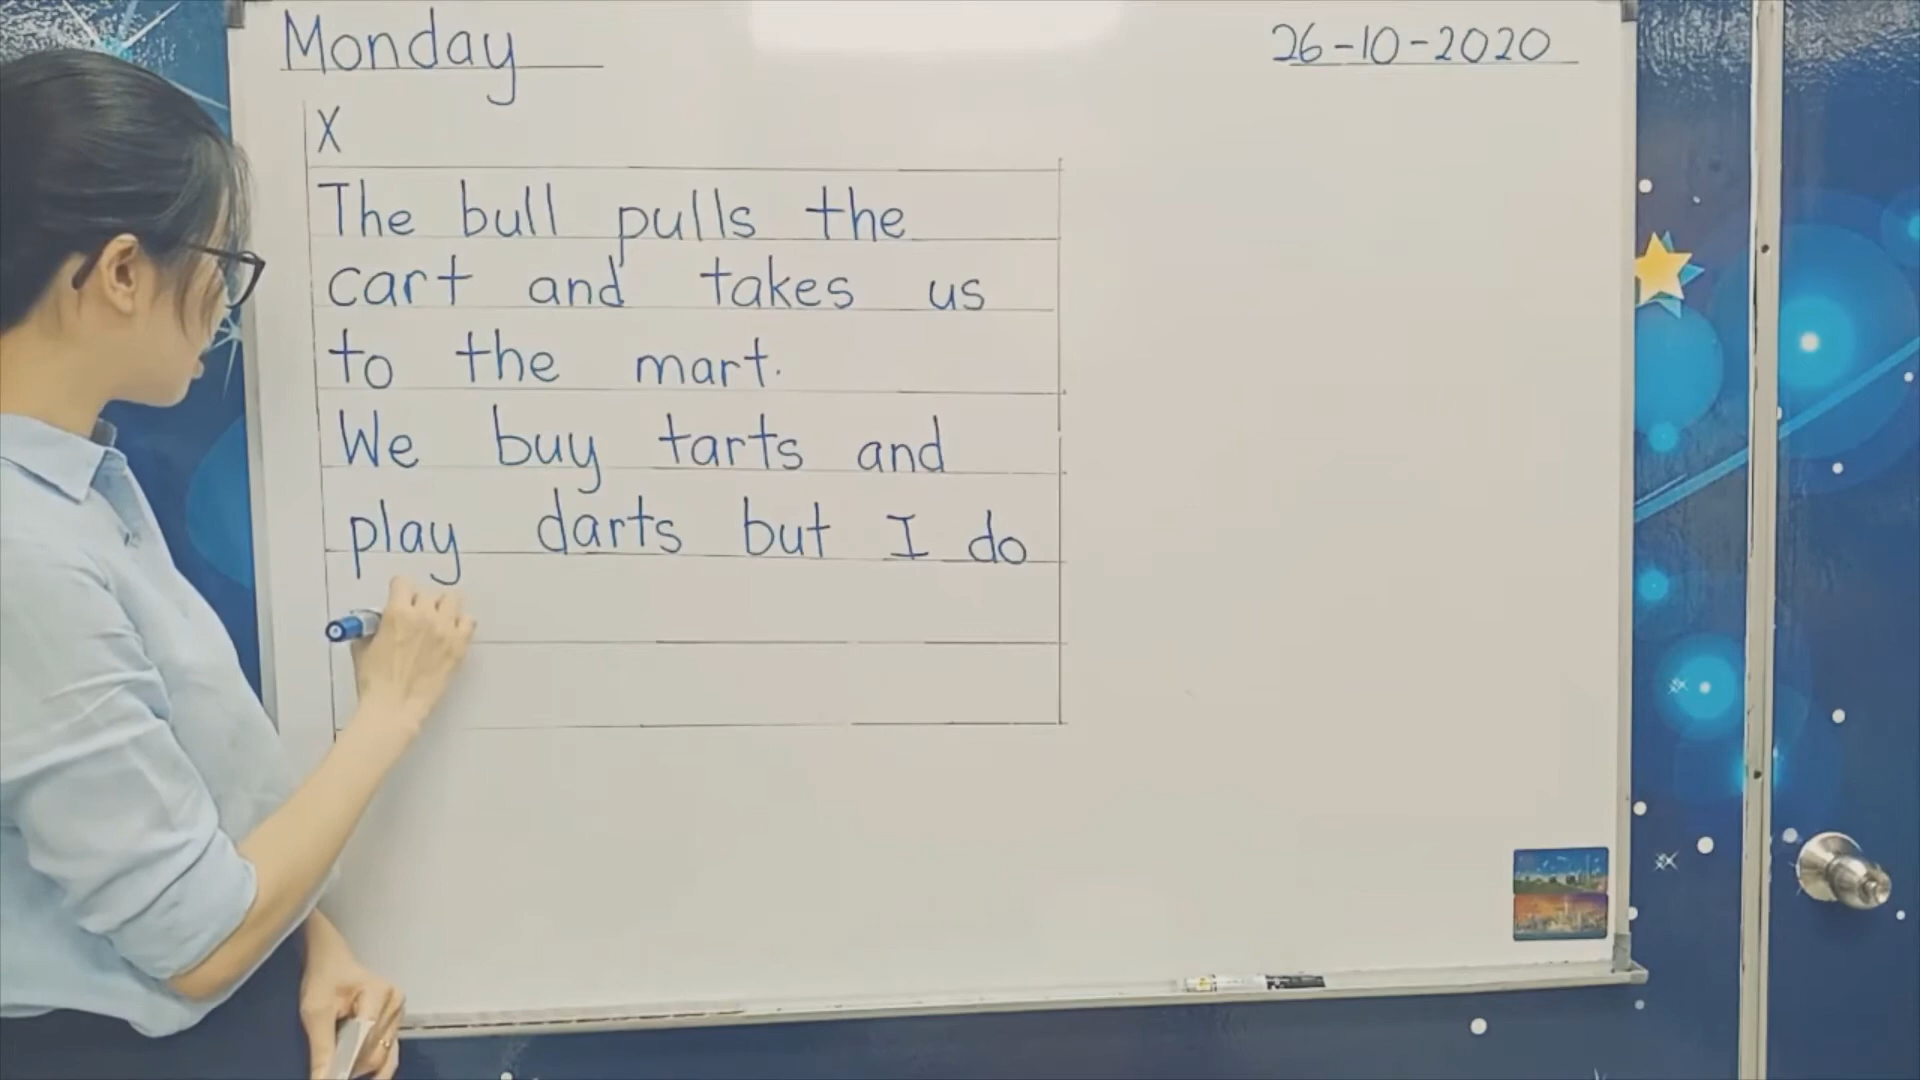 Monday
26-10-2020
X
The bull pulls the
cart and takes us
to the mart.
We buy tarts and
play darts but I do